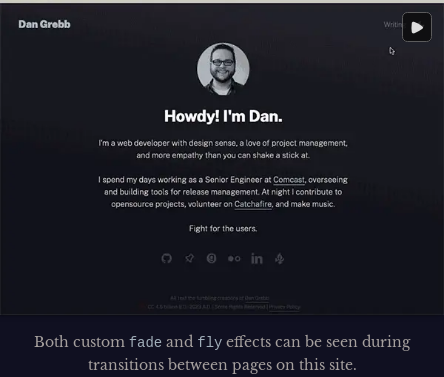 Dan Grebb
Howdy! I'm Dan.
I'm a web developer with design sense, a love of project management,
and more empathy than you can shake a stick at.
I spend my days working as a Senior Engineer at Comcast, overseeing
and building tools for release management. At night I contribute to
opensource projects, volunteer on Catchafire, and make music.
Fight for the users.
Both custom fade and fly effects can be seen during
transitions between pages on this site.